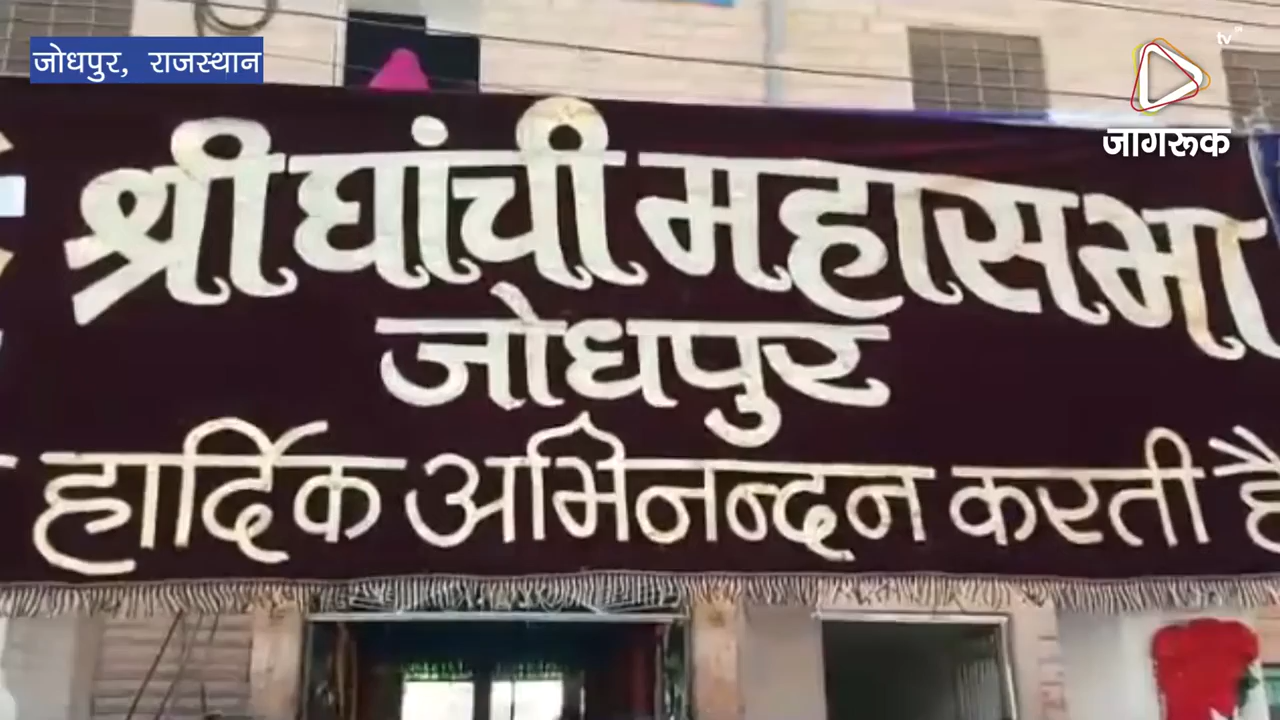 जोधपुर, राजस्थान
tv
जागरूक
श्री घांची महासभा
जोधपुर
हार्दिक अभिनन्दन करती है